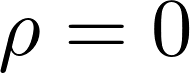 ρ = 0